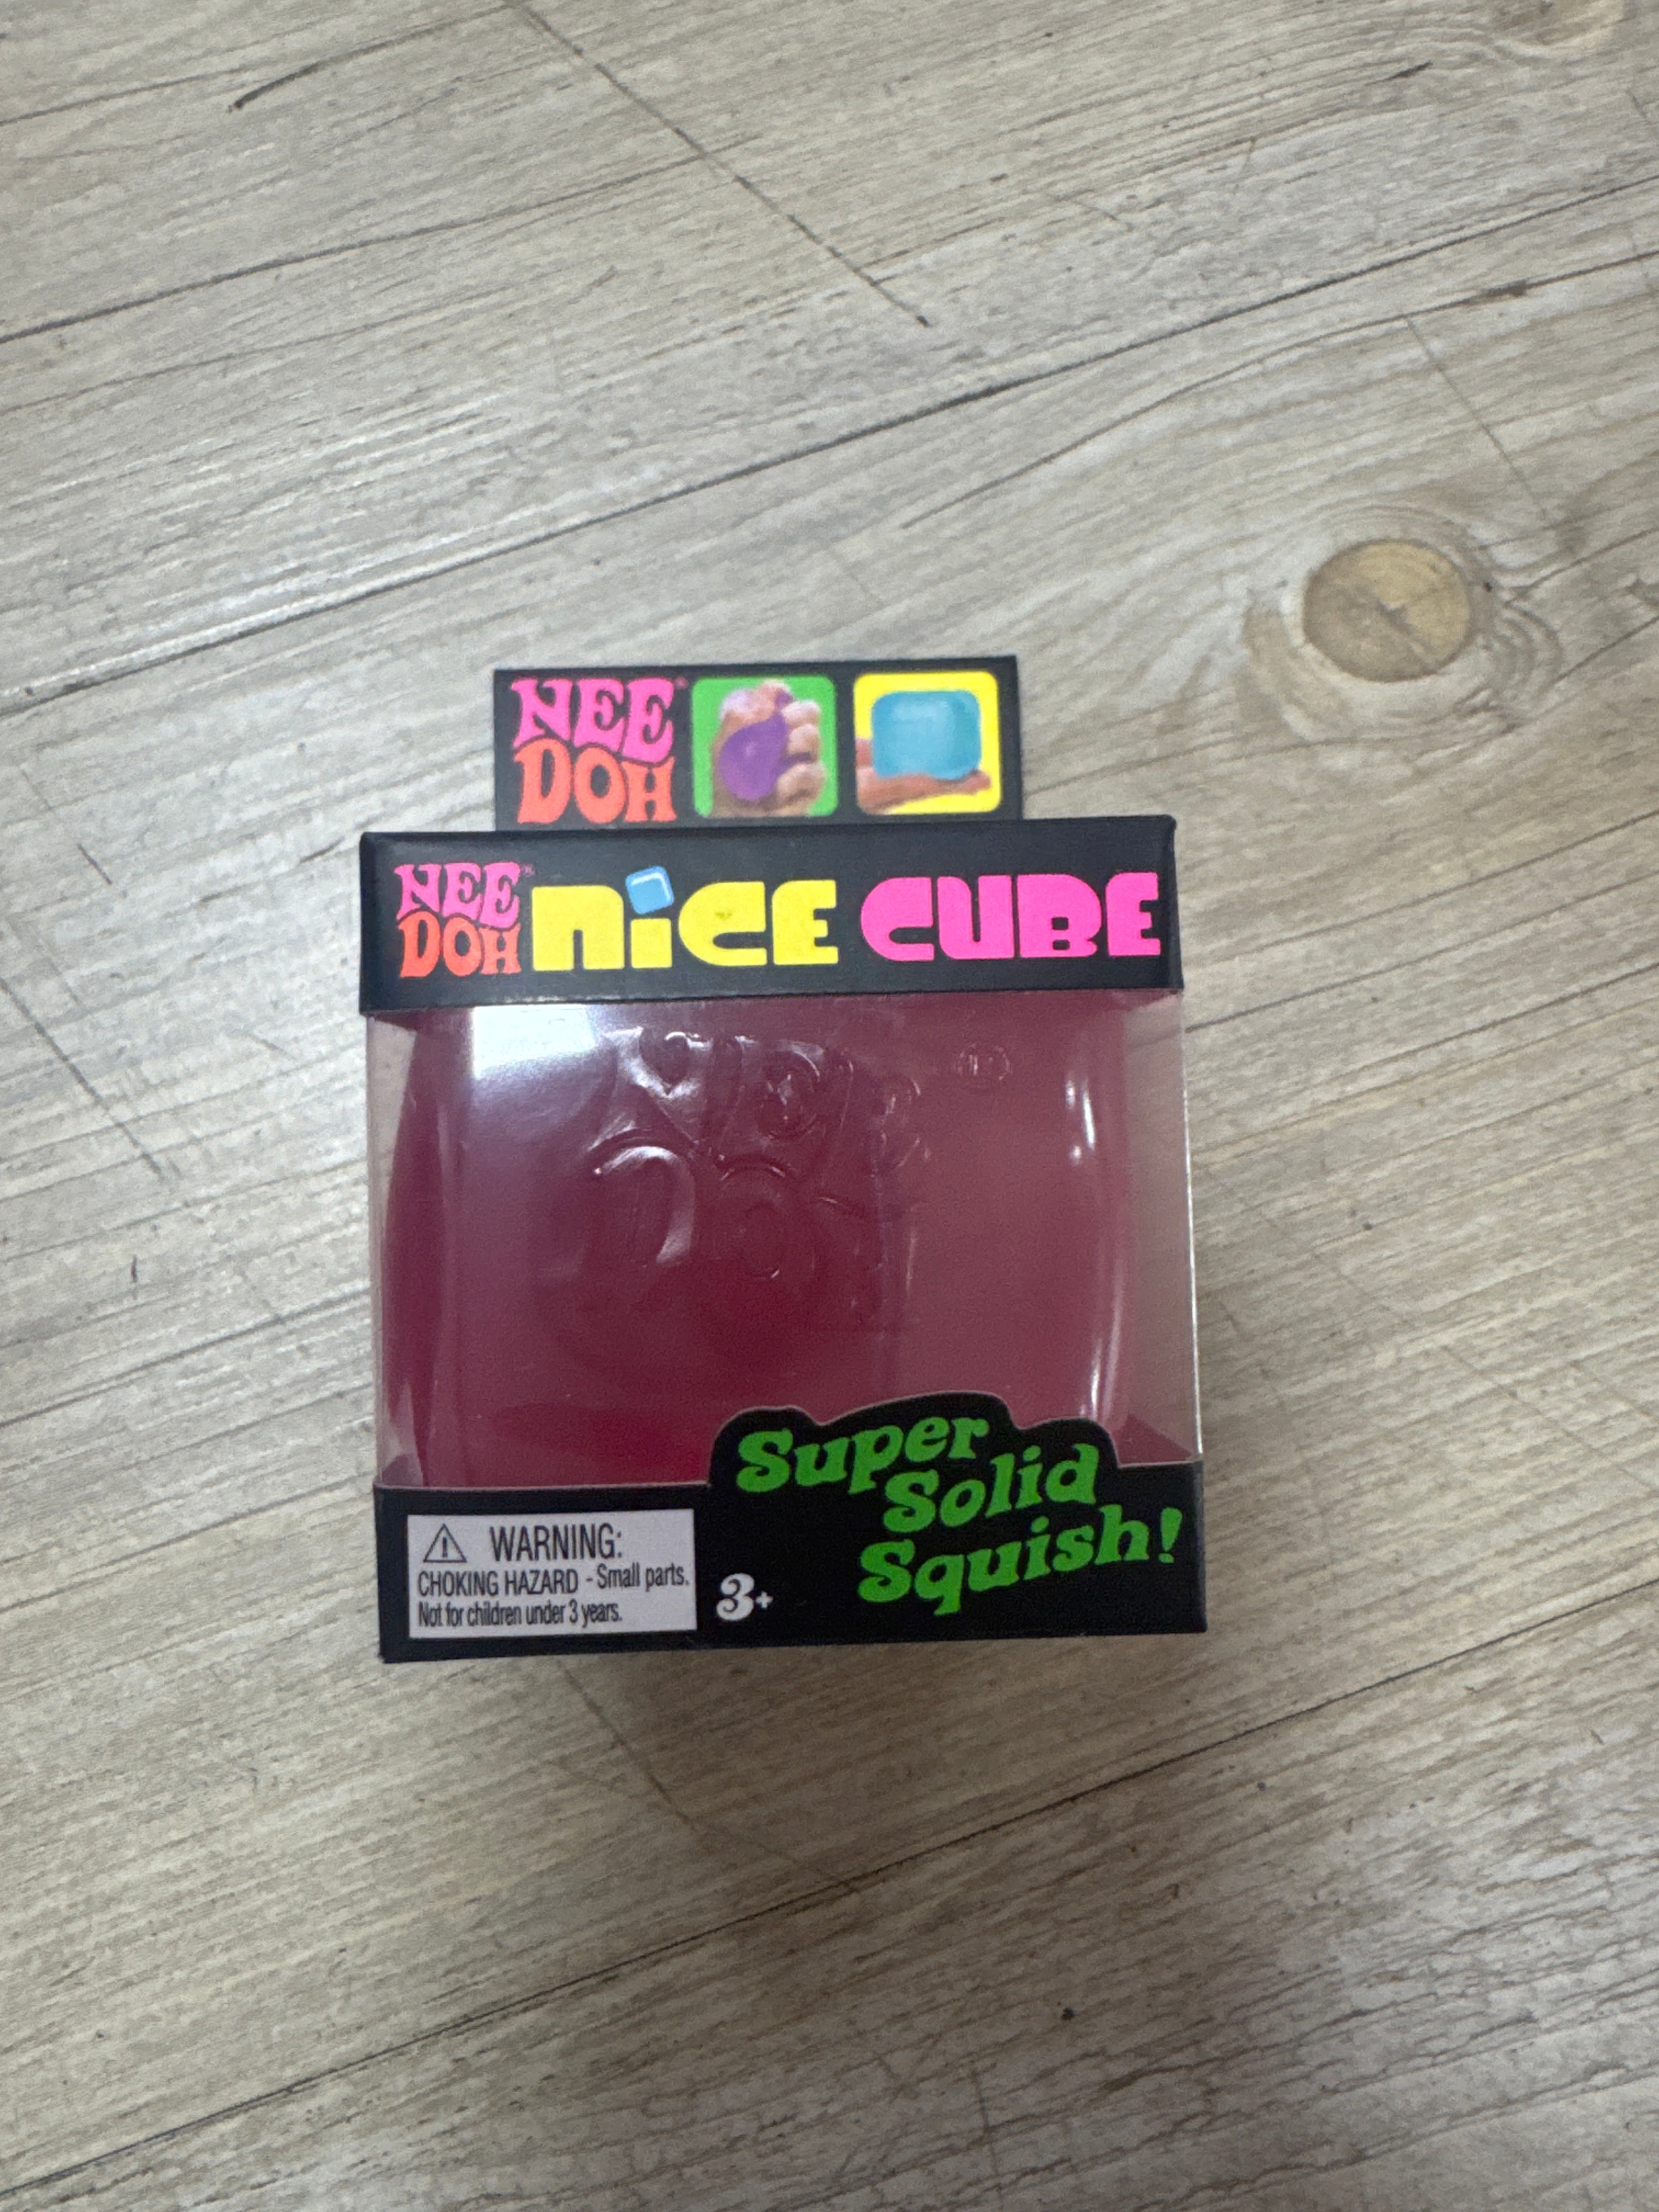 NEE
DOH
NEE
DOH
NICE CUBE
Super
Solid
Squish!
WARNING:
CHOKING HAZARD - Small parts.
Not for children under 3 years.
3+